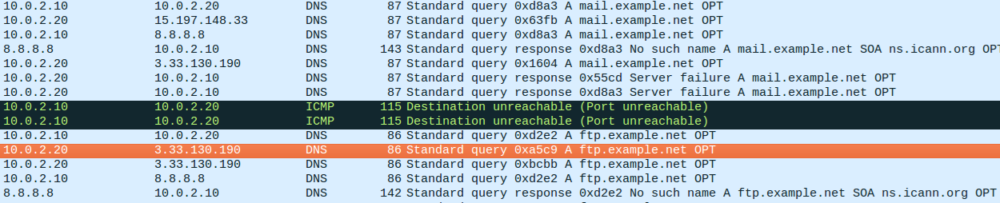 10.0.2.10 10.0.2.20 DNS 87 Standard query 0xd8a3 A mail.example.net OPT
10.0.2.20 15.197.148.33 DNS 87 Standard query 0x63fb A mail.example.net OPT
10.0.2.10 8.8.8.8 DNS 87 Standard query 0xd8a3 A mail.example.net OPT
8.8.8.8 10.0.2.10 DNS 143 Standard query response 0xd8a3 No such name A mail.example.net SOA ns.icann.org OPT
10.0.2.20 3.33.130.190 DNS 87 Standard query 0x1604 A mail.example.net OPT
10.0.2.20 10.0.2.10 DNS 87 Standard query response 0x55cd Server failure A mail.example.net OPT
10.0.2.20 10.0.2.10 DNS 87 Standard query response 0xd8a3 Server failure A mail.example.net OPT
10.0.2.10 10.0.2.20 ICMP 115 Destination unreachable (Port unreachable)
10.0.2.10 10.0.2.20 ICMP 115 Destination unreachable (Port unreachable)
10.0.2.10 10.0.2.20 DNS 86 Standard query 0xd2e2 A ftp.example.net OPT
10.0.2.20 3.33.130.190 DNS 86 Standard query 0xa5c9 A ftp.example.net OPT
10.0.2.20 3.33.130.190 DNS 86 Standard query 0xbcbb A ftp.example.net OPT
10.0.2.10 8.8.8.8 DNS 86 Standard query 0xd2e2 A ftp.example.net OPT
8.8.8.8 10.0.2.10 DNS 142 Standard query response 0xd2e2 No such name A ftp.example.net SOA ns.icann.org OPT